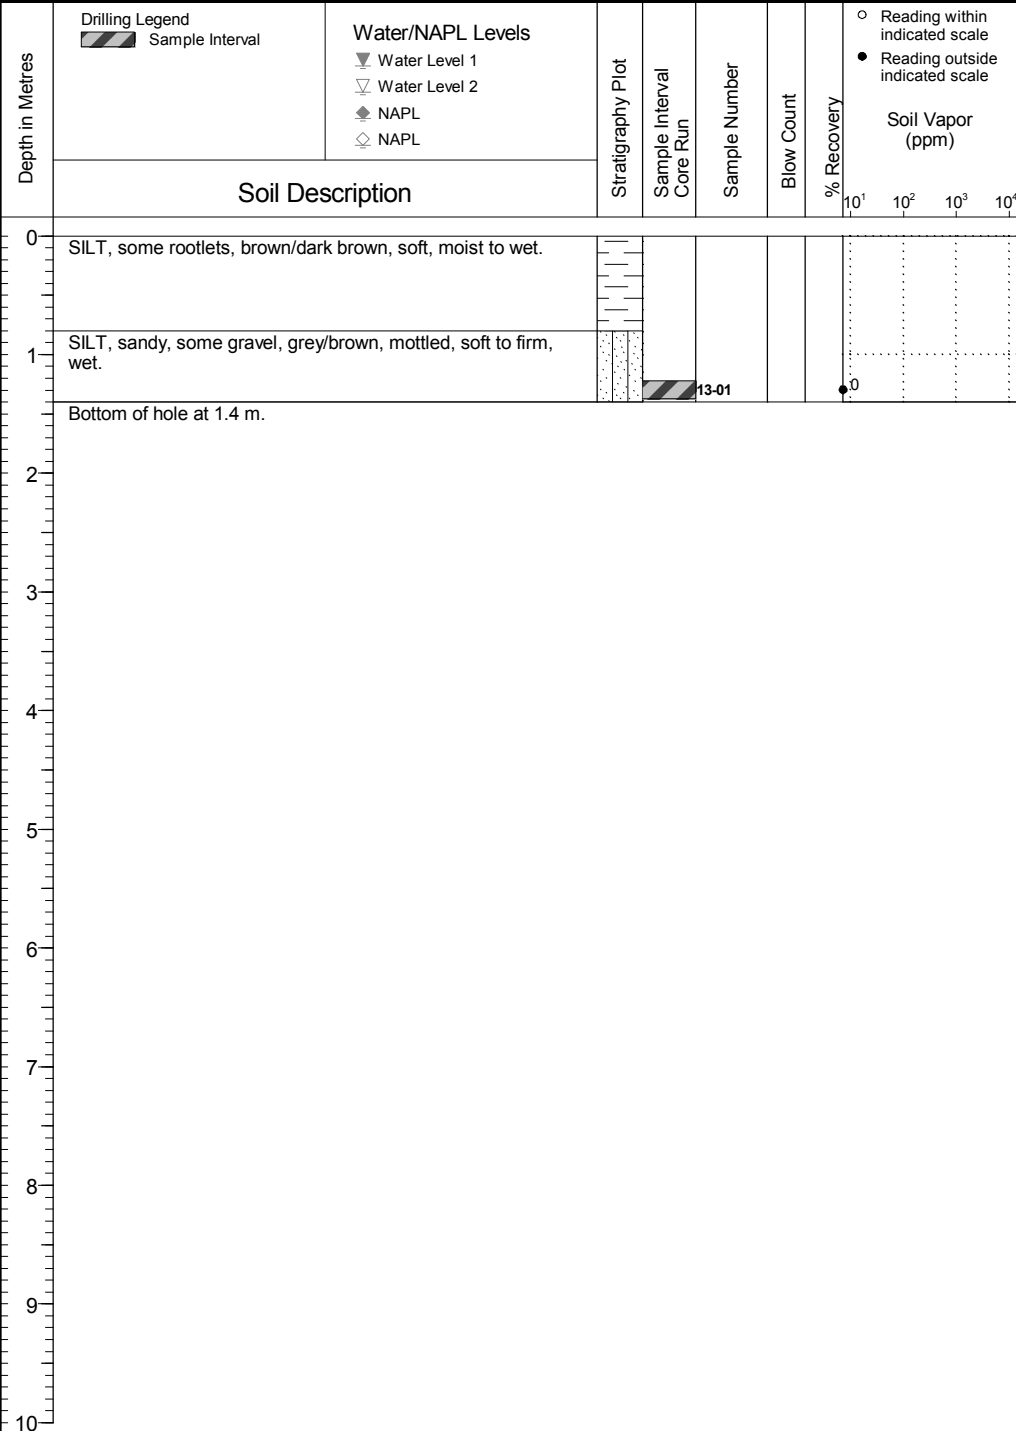 Drilling Legend
Sample Interval
Water/NAPL Levels
Water Level 1
Water Level 2
NAPL
NAPL
Depth in Metres
Soil Description
Stratigraphy Plot
Sample Interval
Core Run
Sample Number
Blow Count
% Recovery
Reading within
indicated scale
Reading outside
indicated scale
Soil Vapor
(ppm)
10¹ 10² 10³ 10⁴
0
SILT, some rootlets, brown/dark brown, soft, moist to wet.
SILT, sandy, some gravel, grey/brown, mottled, soft to firm,
wet.
1
13-01
0
Bottom of hole at 1.4 m.
2
3
4
5
6
7
8
9
10